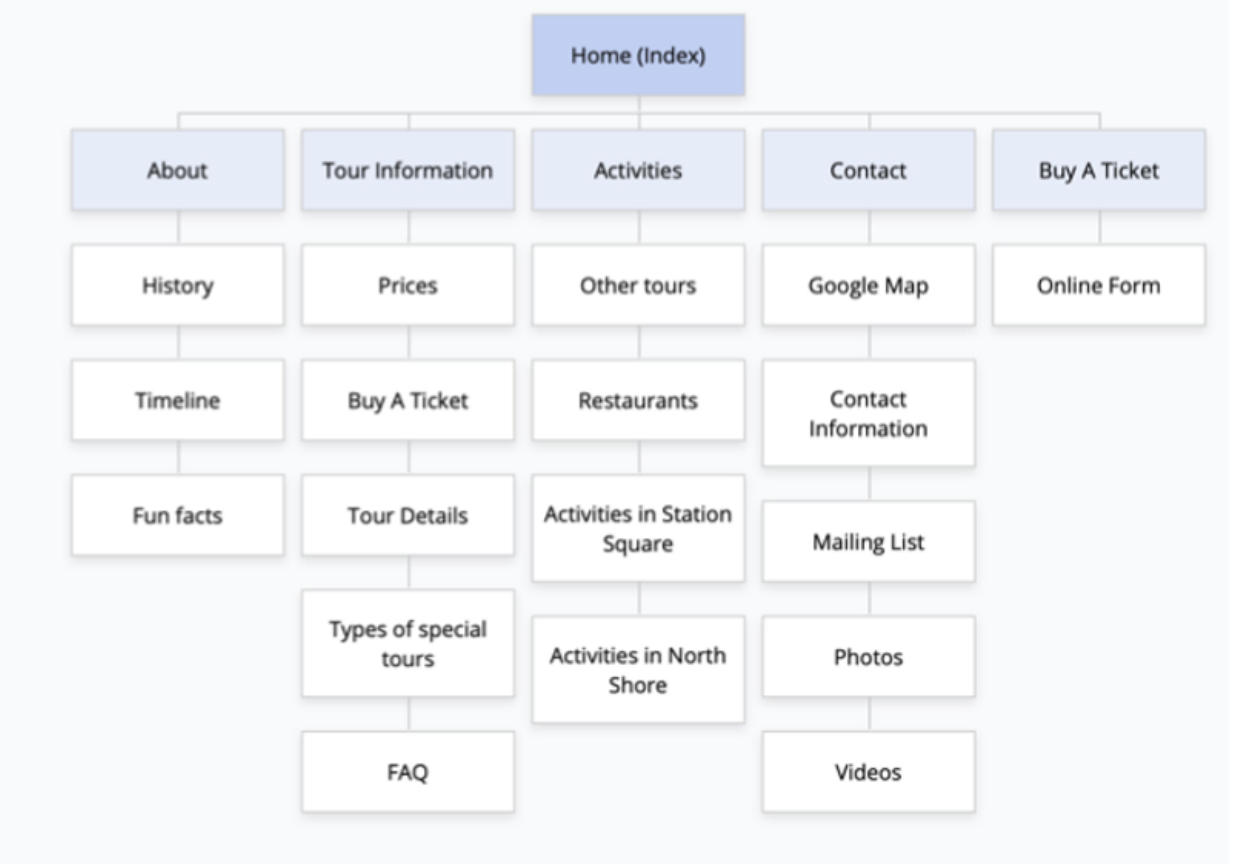 Home (Index)
About
Tour Information
Activities
Contact
Buy A Ticket
History
Prices
Other tours
Google Map
Online Form
Timeline
Buy A Ticket
Restaurants
Contact
Information
Fun facts
Tour Details
Activities in Station
Square
Mailing List
Types of special
tours
Activities in North
Shore
Photos
FAQ
Videos